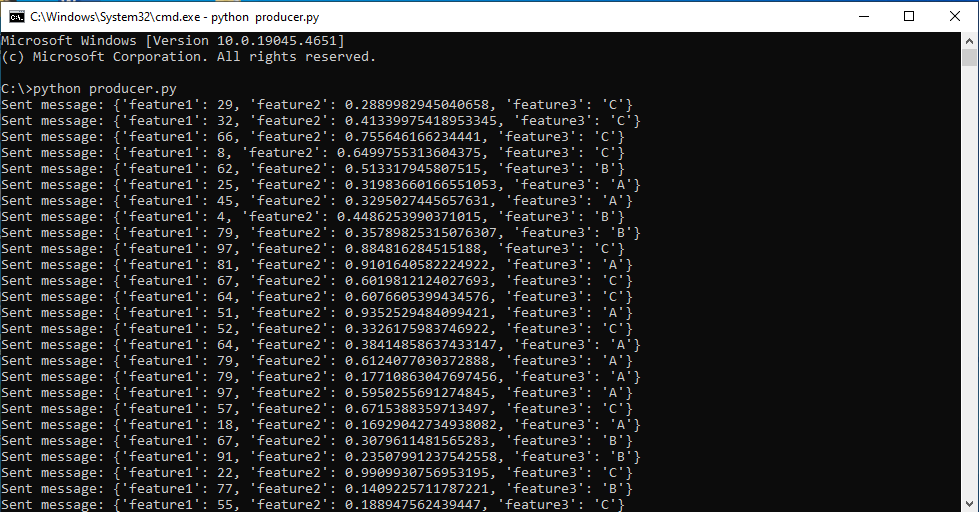 C:\Windows\System32\cmd.exe - python producer.py
Microsoft Windows [Version 10.0.19045.4651]
(c) Microsoft Corporation. All rights reserved.
C:\>python producer.py
Sent message: {'feature1': 29, 'feature2': 0.2889982945040658, 'feature3': 'C'}
Sent message: {'feature1': 32, 'feature2': 0.41339975418953345, 'feature3': 'C'}
Sent message: {'feature1': 66, 'feature2': 0.755646166234441, 'feature3': 'C'}
Sent message: {'feature1': 8, 'feature2': 0.6499755313604375, 'feature3': 'C'}
Sent message: {'feature1': 62, 'feature2': 0.513317945807515, 'feature3': 'B'}
Sent message: {'feature1': 25, 'feature2': 0.31983660166551053, 'feature3': 'A'}
Sent message: {'feature1': 45, 'feature2': 0.3295027445657631, 'feature3': 'A'}
Sent message: {'feature1': 4, 'feature2': 0.4486253990371015, 'feature3': 'B'}
Sent message: {'feature1': 79, 'feature2': 0.35789825315076307, 'feature3': 'B'}
Sent message: {'feature1': 97, 'feature2': 0.884816284515188, 'feature3': 'C'}
Sent message: {'feature1': 81, 'feature2': 0.9101640582224922, 'feature3': 'A'}
Sent message: {'feature1': 67, 'feature2': 0.6019812124027693, 'feature3': 'C'}
Sent message: {'feature1': 64, 'feature2': 0.6076605399434576, 'feature3': 'C'}
Sent message: {'feature1': 51, 'feature2': 0.9352529484099421, 'feature3': 'A'}
Sent message: {'feature1': 52, 'feature2': 0.3326175983746922, 'feature3': 'C'}
Sent message: {'feature1': 64, 'feature2': 0.38414858637433147, 'feature3': 'A'}
Sent message: {'feature1': 79, 'feature2': 0.6124077030372888, 'feature3': 'A'}
Sent message: {'feature1': 79, 'feature2': 0.17710863047697456, 'feature3': 'A'}
Sent message: {'feature1': 97, 'feature2': 0.5950255691274845, 'feature3': 'A'}
Sent message: {'feature1': 57, 'feature2': 0.6715388359713497, 'feature3': 'C'}
Sent message: {'feature1': 18, 'feature2': 0.16929042734938082, 'feature3': 'A'}
Sent message: {'feature1': 67, 'feature2': 0.3079611481565283, 'feature3': 'B'}
Sent message: {'feature1': 91, 'feature2': 0.23507991237542558, 'feature3': 'B'}
Sent message: {'feature1': 22, 'feature2': 0.9909930756953195, 'feature3': 'C'}
Sent message: {'feature1': 77, 'feature2': 0.1409225711787221, 'feature3': 'B'}
Sent message: {'feature1': 55, 'feature2': 0.188947562439447, 'feature3': 'C'}